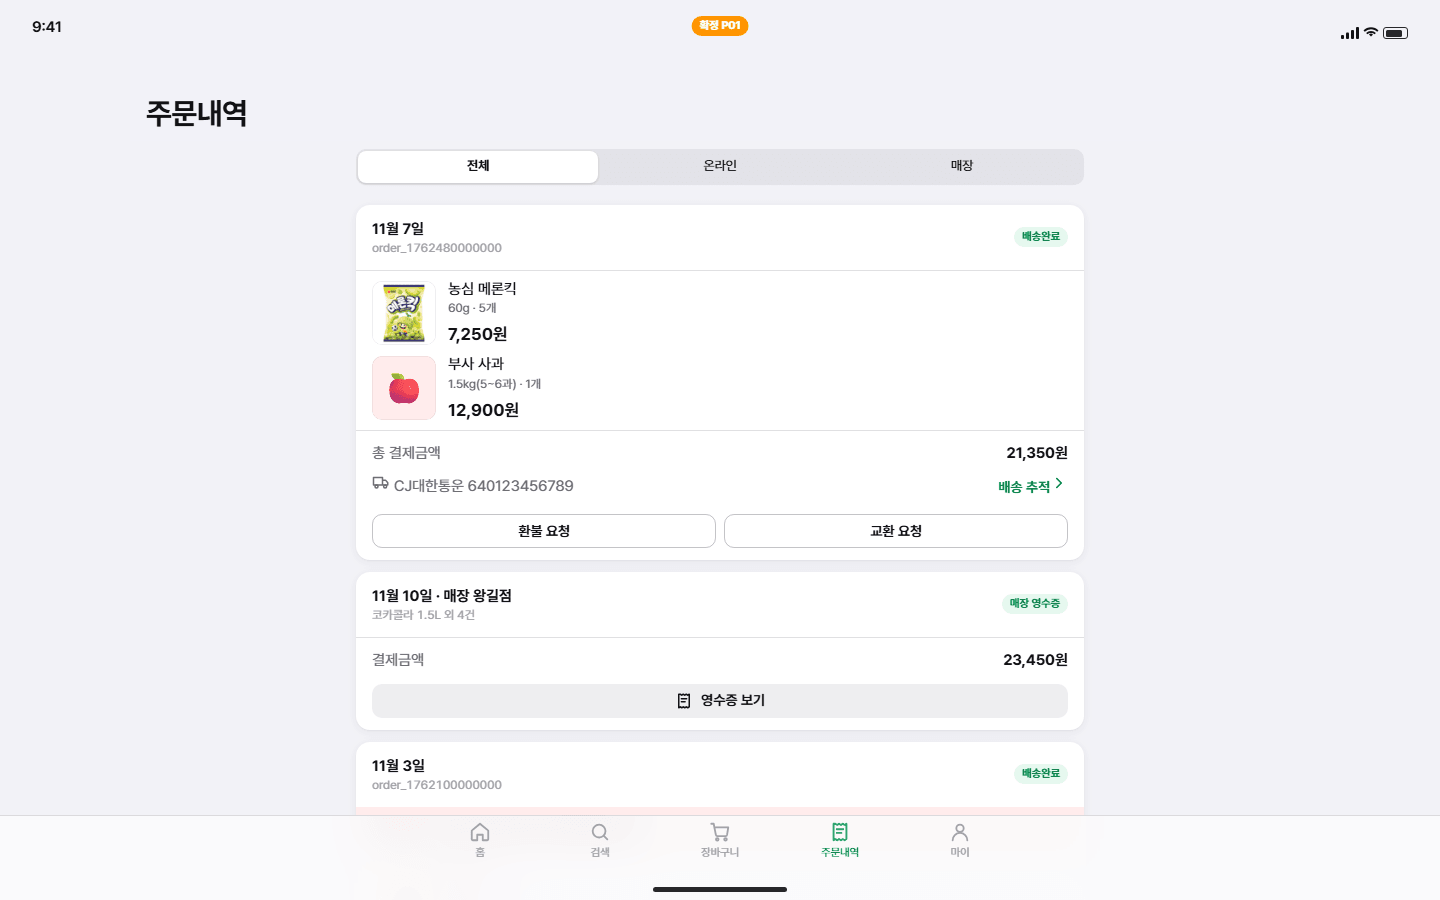 9:41
확정 P01
주문내역
전체
온라인
매장
11월 7일
order_1762480000000
배송완료
농심 메론킥
60g · 5개
7,250원
부사 사과
1.5kg(5~6과) · 1개
12,900원
총 결제금액
21,350원
CJ대한통운 640123456789
배송 추적
환불 요청
교환 요청
11월 10일 · 매장 왕길점
코카콜라 1.5L 외 4건
매장 영수증
결제금액
23,450원
영수증 보기
11월 3일
order_1762100000000
배송완료
홈
검색
장바구니
주문내역
마이